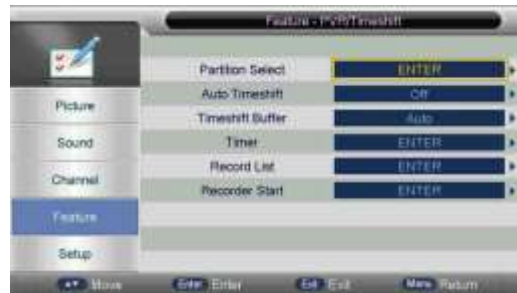 Feature - PVR/Timeshift
Partition Select ENTER
Auto Timeshift Off
Timeshift Buffer Auto
Timer ENTER
Record List ENTER
Recorder Start ENTER
Picture
Sound
Channel
Feature
Setup
Move Enter Enter Exit Exit Menu Return